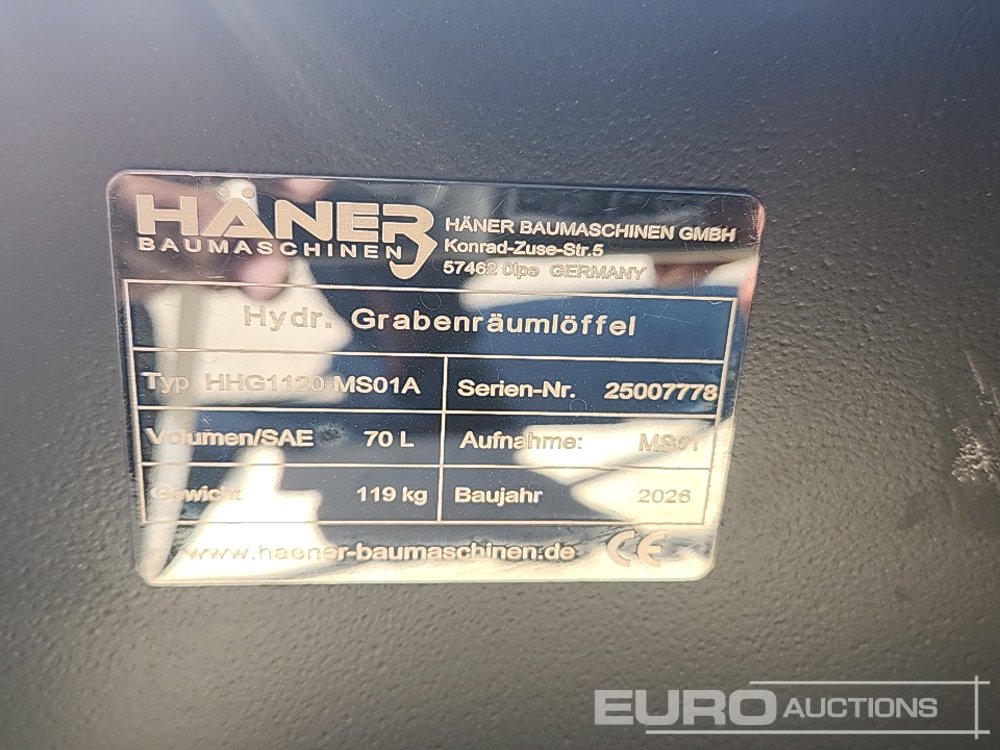 HÄNER
BAUMASCHINEN
HÄNER BAUMASCHINEN GMBH
Konrad-Zuse-Str.5
57462 Olpe GERMANY
Hydr. Grabenräumlöffel
Typ HHG1120-MS01A
Serien-Nr. 25007778
Volumen/SAE 70 L
Aufnahme: MS01
Gewicht 119 kg
Baujahr 2026
www.haener-baumaschinen.de CE
EURO AUCTIONS